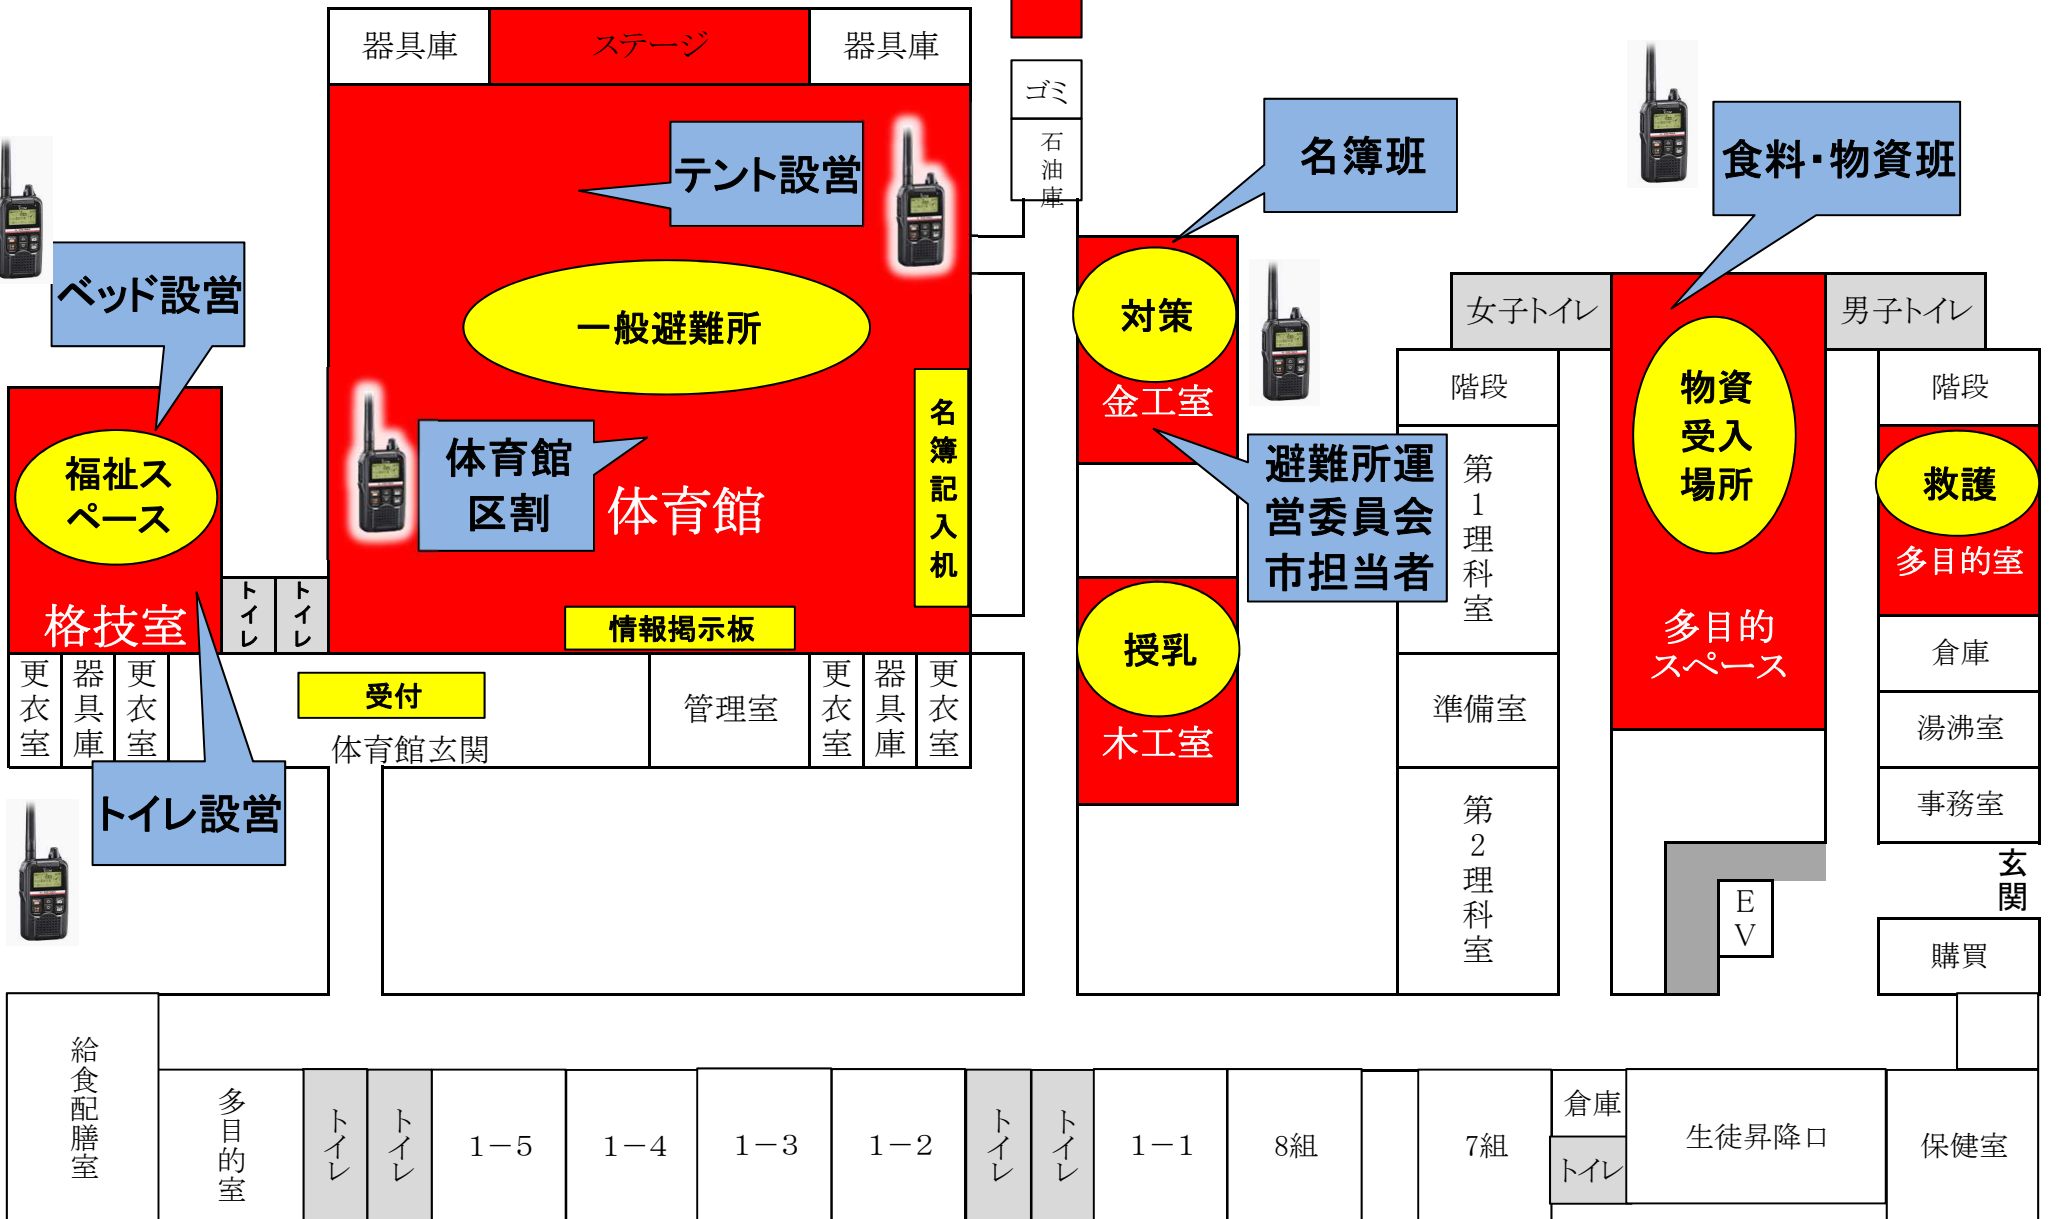 器具庫
ステージ
器具庫
ゴミ
石油庫
テント設営
名簿班
食料・物資班
ベッド設営
一般避難所
対策
金工室
女子トイレ
男子トイレ
階段
物資
受入
場所
階段
福祉ス
ペース
体育館
区割
体育館
名簿記入机
避難所運
営委員会
市担当者
第1理科室
救護
多目的室
格技室
トイレ
トイレ
情報掲示板
授乳
木工室
多目的
スペース
倉庫
更衣室
器具庫
更衣室
受付
体育館玄関
管理室
更衣室
器具庫
更衣室
準備室
湯沸室
トイレ設営
第2理科室
事務室
玄関
EV
購買
給食配膳室
多目的室
トイレ
トイレ
1-5
1-4
1-3
1-2
トイレ
トイレ
1-1
8組
7組
倉庫
トイレ
生徒昇降口
保健室